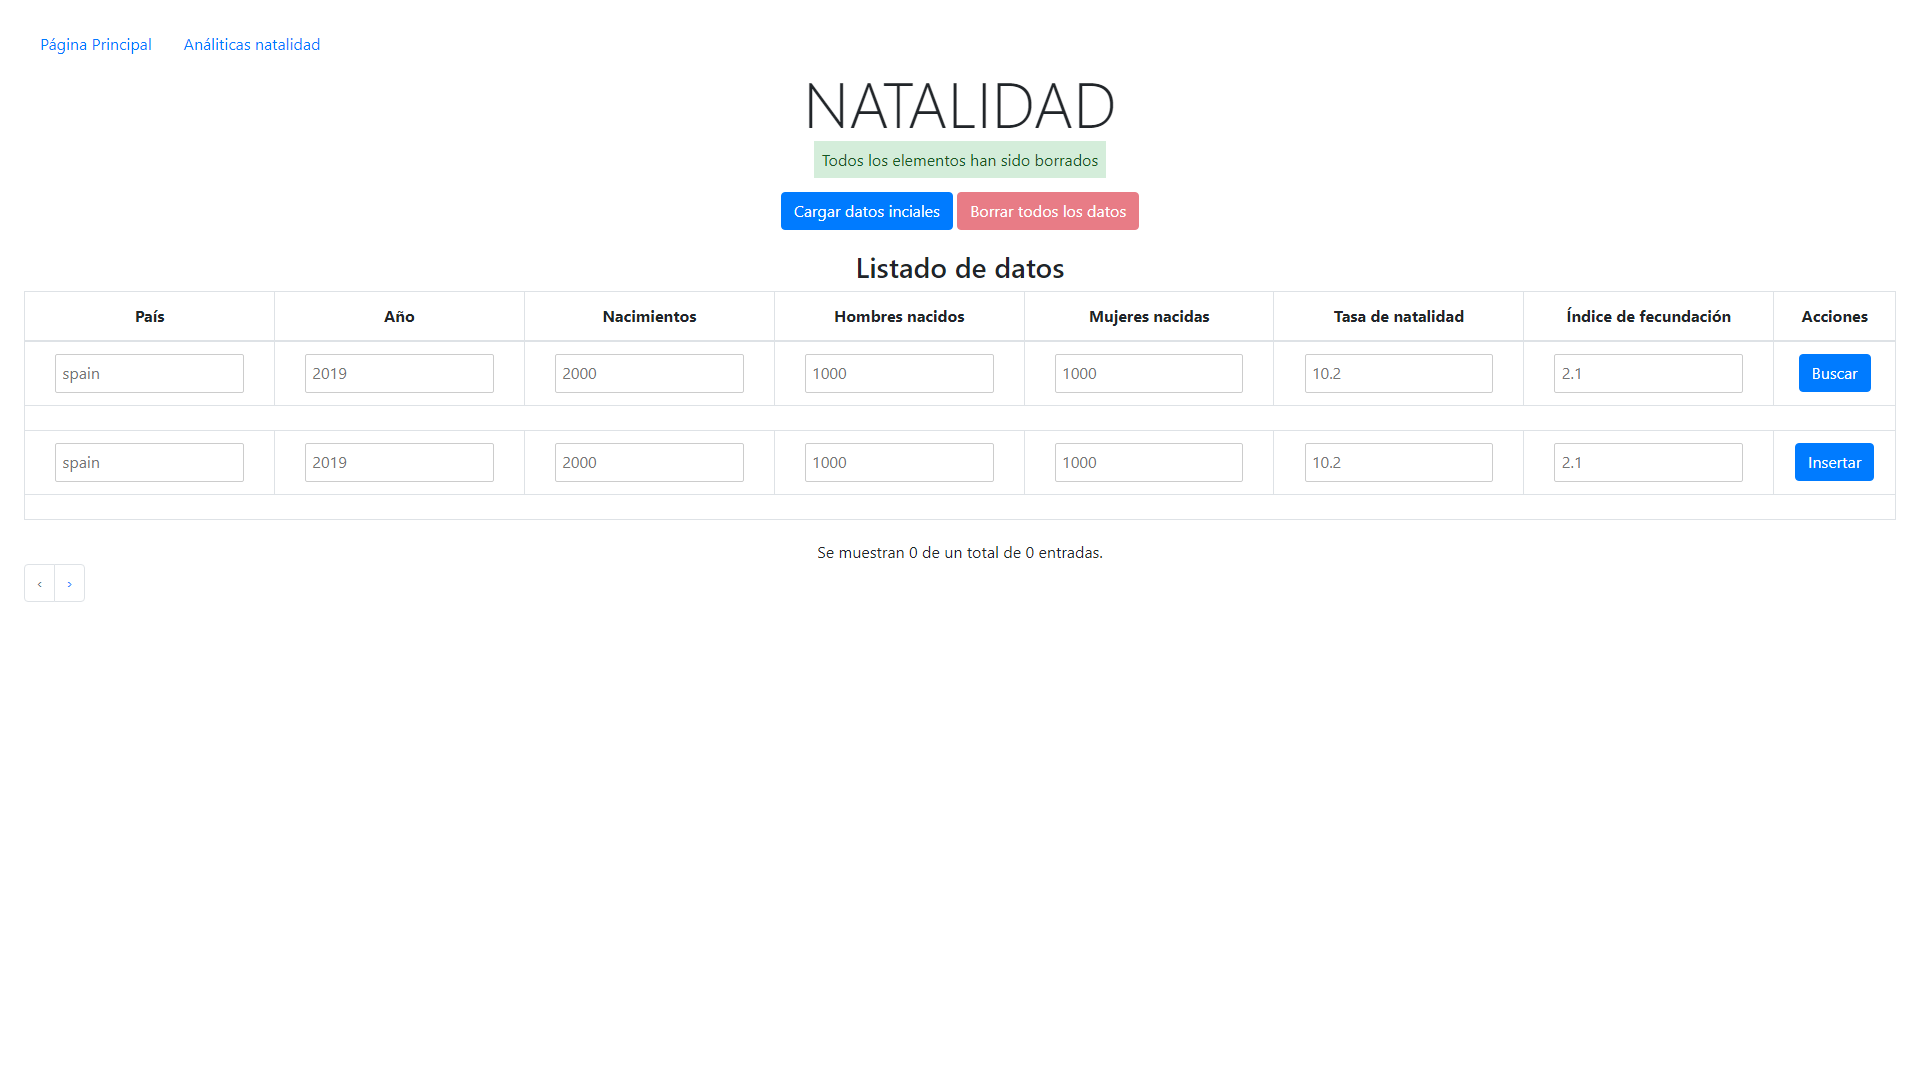 Página Principal Análiticas natalidad
NATALIDAD
Todos los elementos han sido borrados
Cargar datos inciales Borrar todos los datos
Listado de datos
País Año Nacimientos Hombres nacidos Mujeres nacidas Tasa de natalidad Índice de fecundación Acciones
spain 2019 2000 1000 1000 10.2 2.1 Buscar
spain 2019 2000 1000 1000 10.2 2.1 Insertar
Se muestran 0 de un total de 0 entradas.
‹ ›